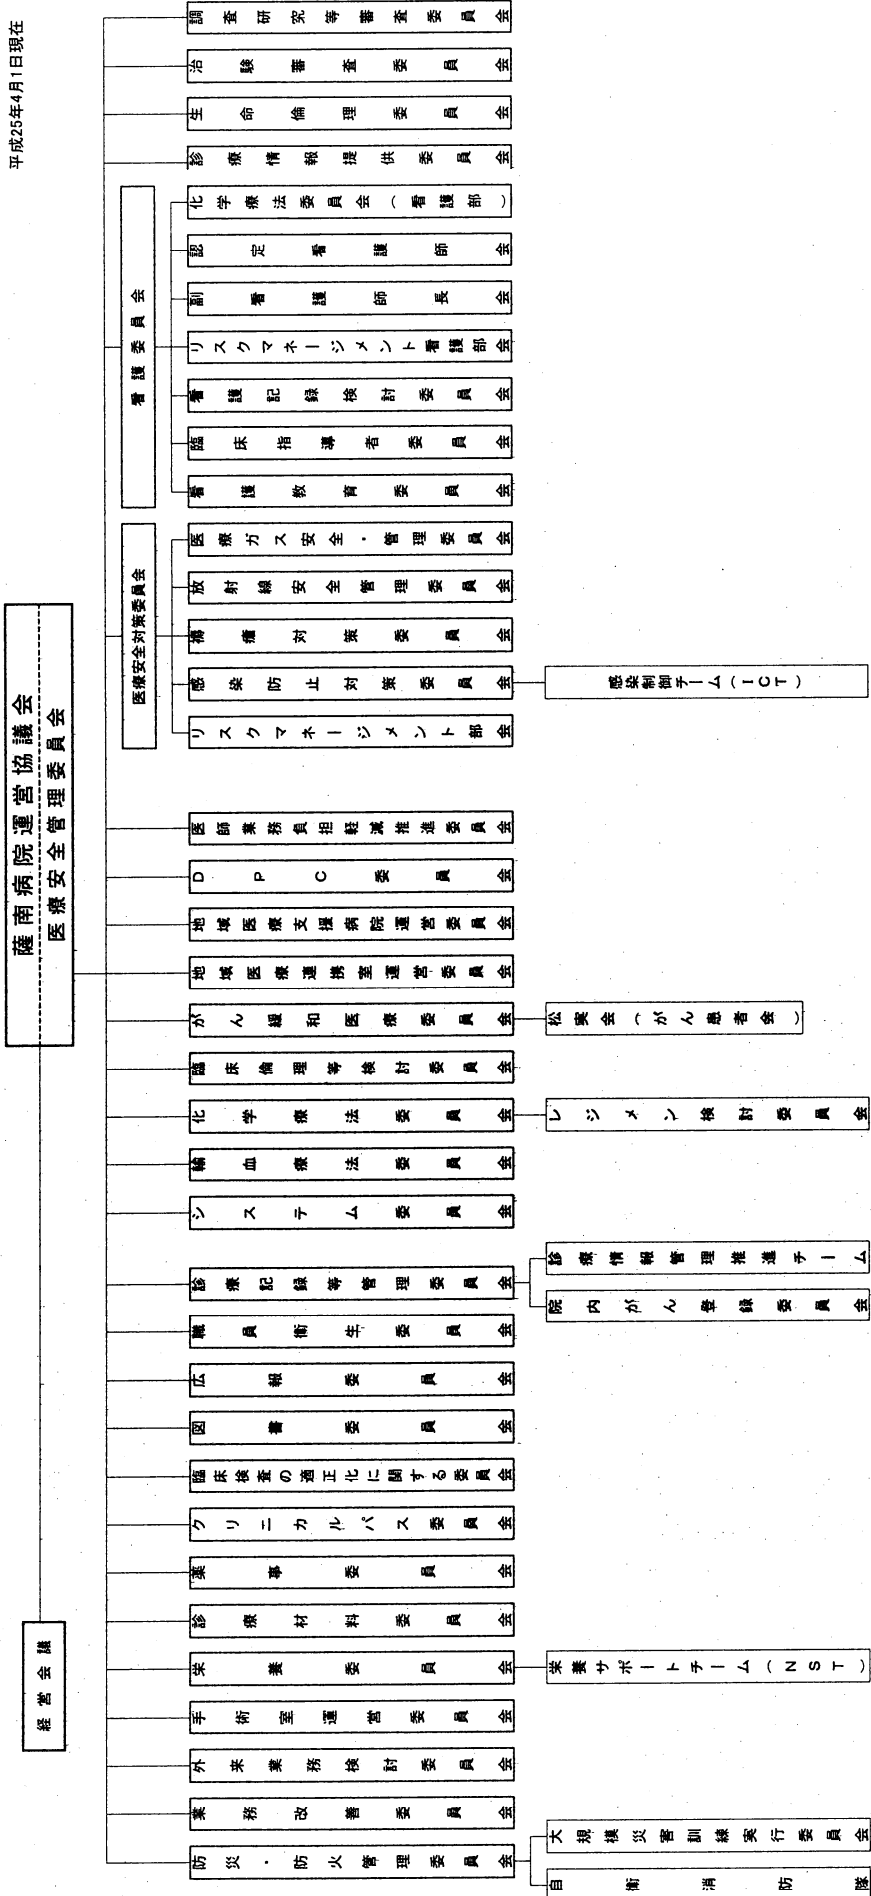 平成25年4月1日現在
薩南病院運営協議会
医療安全管理委員会
経営会議
防災・防火管理委員会
自衛消防隊
大規模災害訓練実行委員会
業務改善委員会
外来業務検討委員会
手術室運営委員会
栄養委員会
栄養サポートチーム(NST)
診療材料委員会
薬事委員会
クリニカルパス委員会
臨床検査の適正化に関する委員会
図書委員会
広報委員会
職員衛生委員会
診療記録等管理委員会
院内がん登録委員会
診療情報管理推進チーム
システム委員会
輸血療法委員会
化学療法委員会
レジメン検討委員会
臨床倫理等検討委員会
がん緩和医療委員会
松実会(がん患者会)
地域医療連携室運営委員会
地域医療支援病院運営委員会
DPC委員会
医師業務負担軽減推進委員会
医療安全対策委員会
リスクマネージメント部会
感染防止対策委員会
感染制御チーム(ICT)
褥瘡対策委員会
放射線安全管理委員会
医療ガス安全・管理委員会
看護委員会
看護教育委員会
臨床指導者委員会
看護記録検討委員会
リスクマネージメント看護部会
副看護師長会
認定看護師会
化学療法委員会(看護部)
診療情報提供委員会
生命倫理委員会
治験審査委員会
調査研究等審査委員会